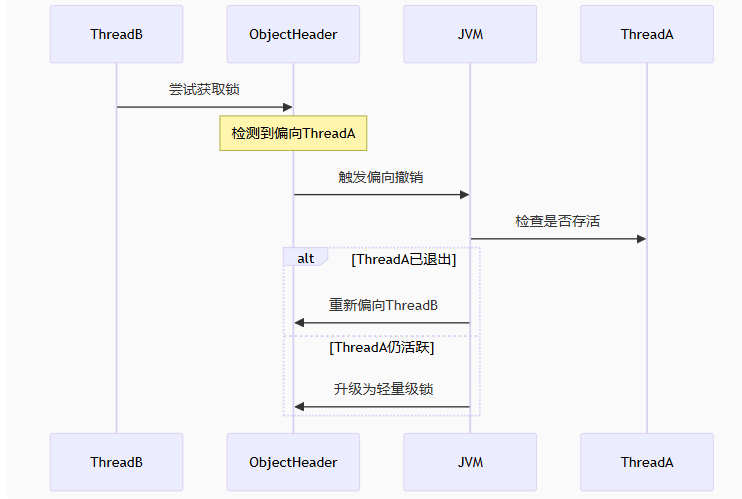 ThreadB
ObjectHeader
JVM
ThreadA
尝试获取锁
检测到偏向ThreadA
触发偏向撤销
检查是否存活
alt
[ThreadA已退出]
重新偏向ThreadB
[ThreadA仍活跃]
升级为轻量级锁
ThreadB
ObjectHeader
JVM
ThreadA